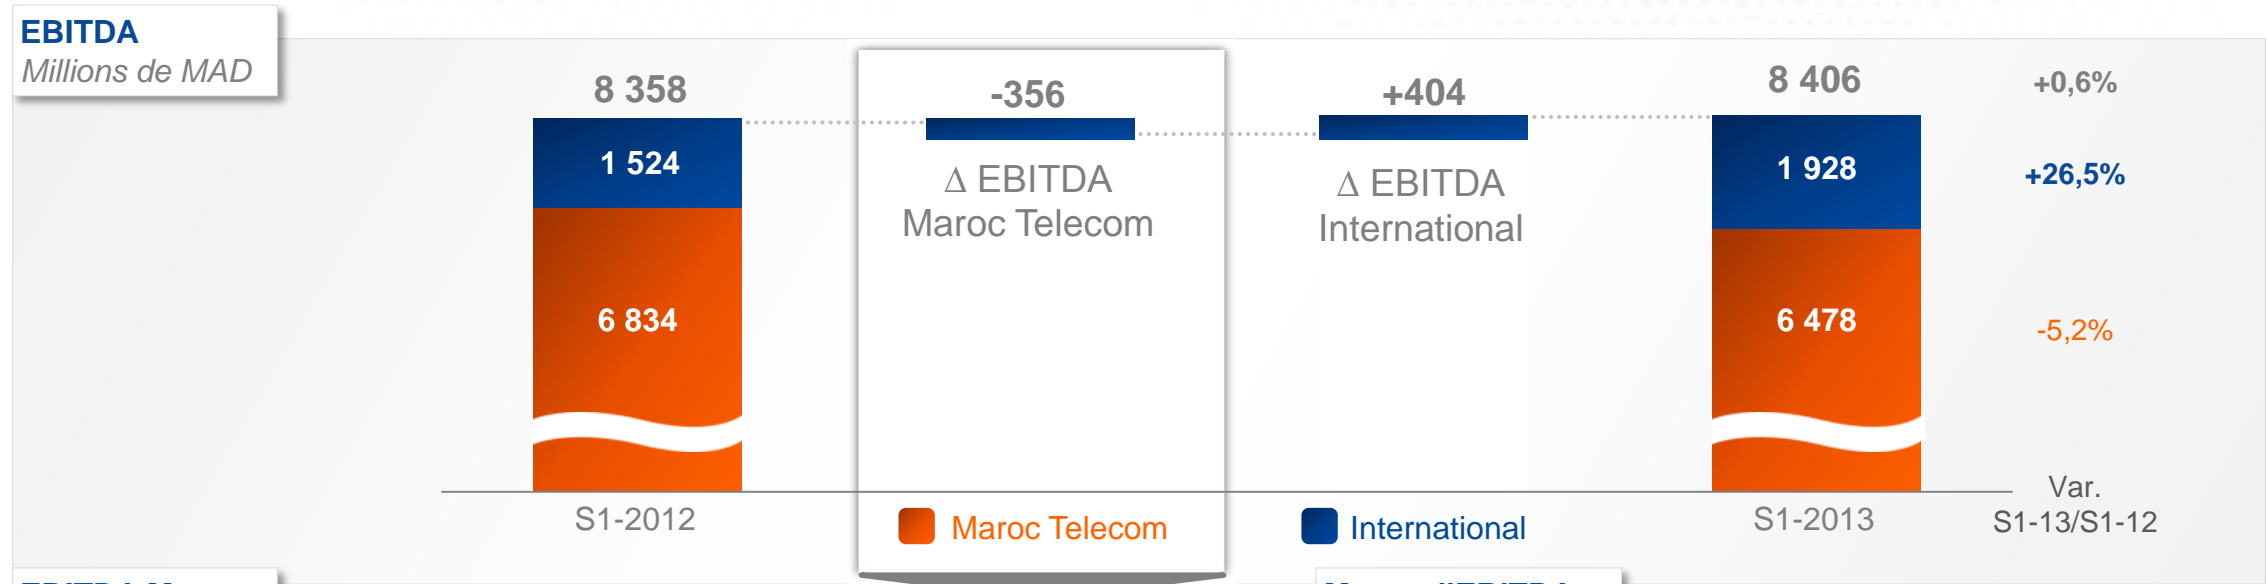 EBITDA
Millions de MAD
8 358
-356
+404
8 406
+0,6%
1 524
1 928
+26,5%
Δ EBITDA
Maroc Telecom
Δ EBITDA
International
6 834
6 478
-5,2%
S1-2012
Maroc Telecom
International
S1-2013
Var.
S1-13/S1-12